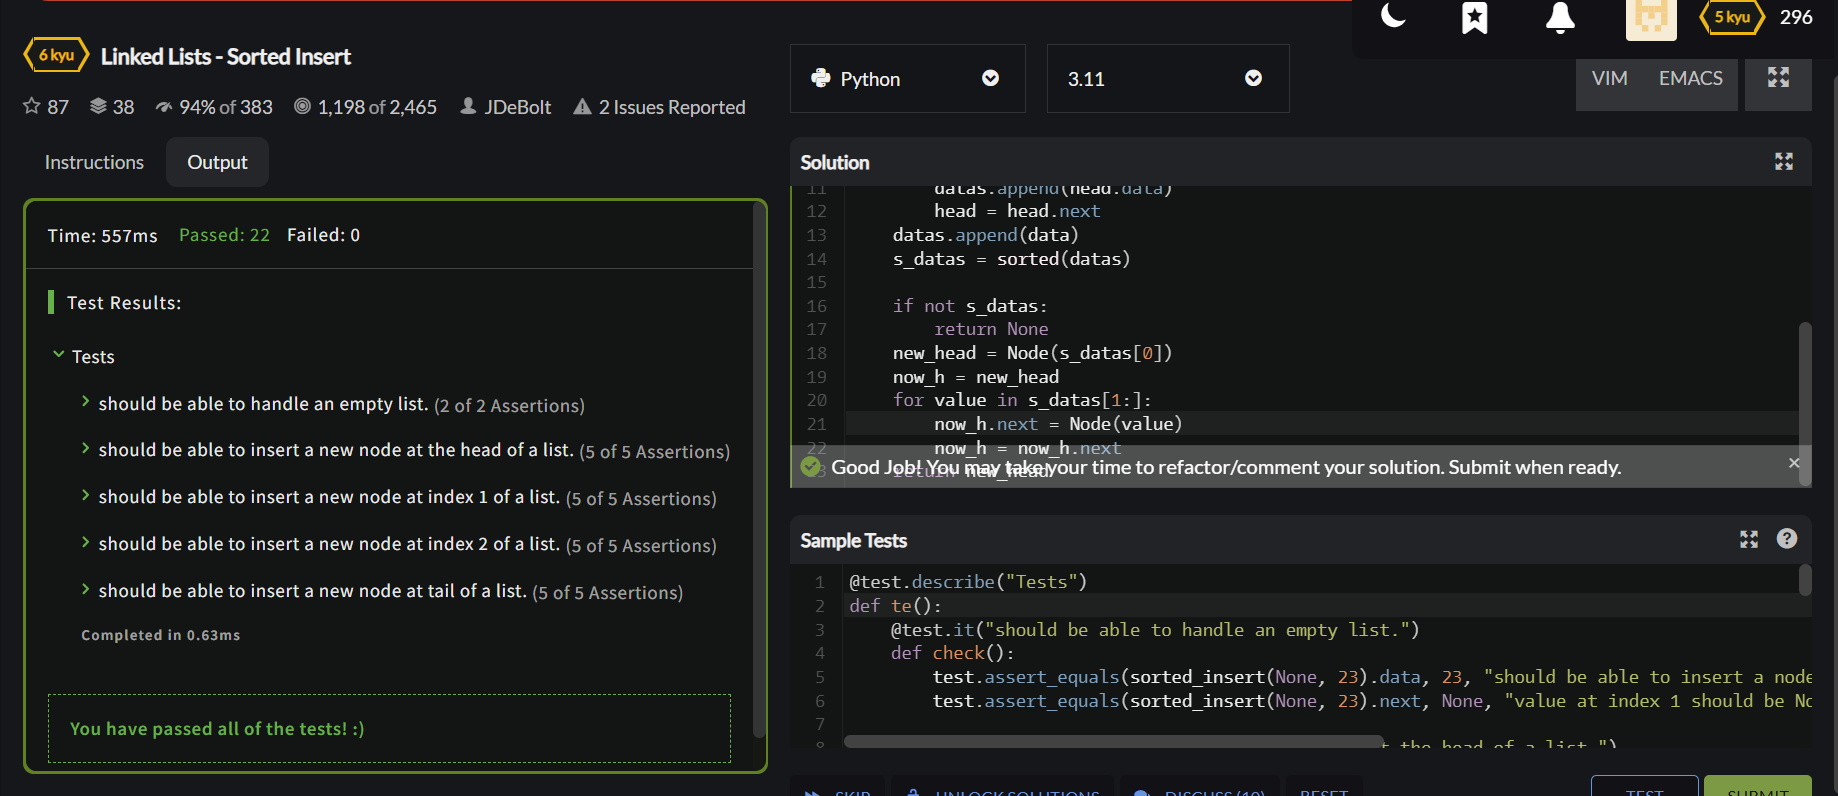 5 kyu 296
6 kyu Linked Lists - Sorted Insert
87 38 94% of 383 1,198 of 2,465 JDeBolt 2 Issues Reported
Instructions Output
Time: 557ms Passed: 22 Failed: 0
Test Results:
Tests
should be able to handle an empty list. (2 of 2 Assertions)
should be able to insert a new node at the head of a list. (5 of 5 Assertions)
should be able to insert a new node at index 1 of a list. (5 of 5 Assertions)
should be able to insert a new node at index 2 of a list. (5 of 5 Assertions)
should be able to insert a new node at tail of a list. (5 of 5 Assertions)
Completed in 0.63ms
You have passed all of the tests! :)
Python 3.11
VIM EMACS
Solution
11 datas.append(head.data)
12 head = head.next
13 datas.append(data)
14 s_datas = sorted(datas)
15
16 if not s_datas:
17 return None
18 new_head = Node(s_datas[0])
19 now_h = new_head
20 for value in s_datas[1:]:
21 now_h.next = Node(value)
22 now_h = now_h.next
23 return new_head
Good Job! You may take your time to refactor/comment your solution. Submit when ready.
Sample Tests
1 @test.describe("Tests")
2 def te():
3 @test.it("should be able to handle an empty list.")
4 def check():
5 test.assert_equals(sorted_insert(None, 23).data, 23, "should be able to insert a node
6 test.assert_equals(sorted_insert(None, 23).next, None, "value at index 1 should be No
7
8 t the head of a list.")
SKIP UNLOCK SOLUTIONS DISCUSS (10) RESET TEST SUBMIT